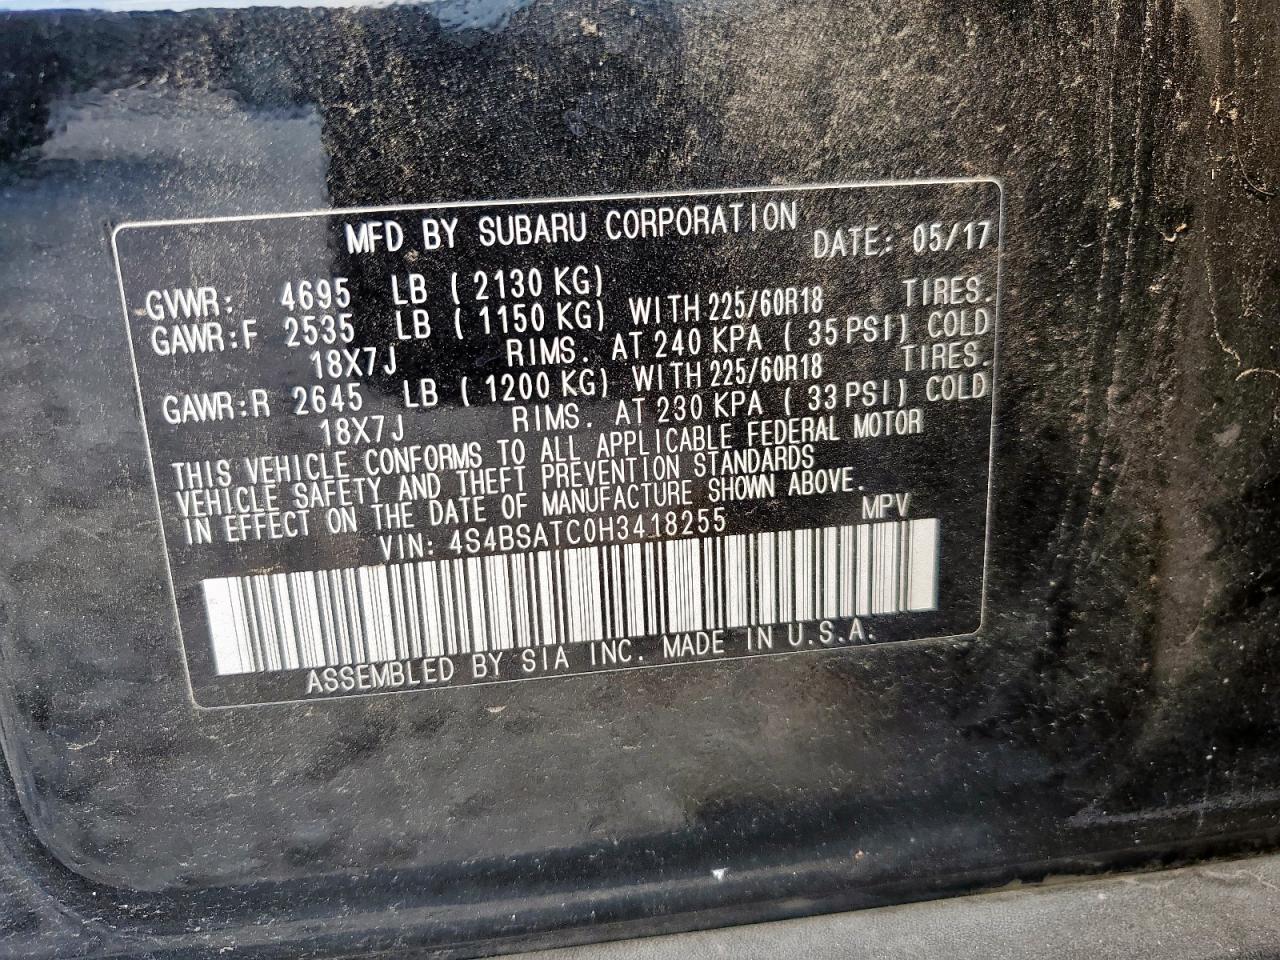 MFD BY SUBARU CORPORATION DATE: 05/17
GVWR: 4695 LB ( 2130 KG)
GAWR:F 2535 LB ( 1150 KG) WITH 225/60R18 TIRES.
18X7J RIMS. AT 240 KPA ( 35 PSI) COLD
GAWR:R 2645 LB ( 1200 KG) WITH 225/60R18 TIRES.
18X7J RIMS. AT 230 KPA ( 33 PSI) COLD
THIS VEHICLE CONFORMS TO ALL APPLICABLE FEDERAL MOTOR
VEHICLE SAFETY AND THEFT PREVENTION STANDARDS
IN EFFECT ON THE DATE OF MANUFACTURE SHOWN ABOVE.
VIN: 4S4BSATC0H3418255 MPV
ASSEMBLED BY SIA INC. MADE IN U.S.A.